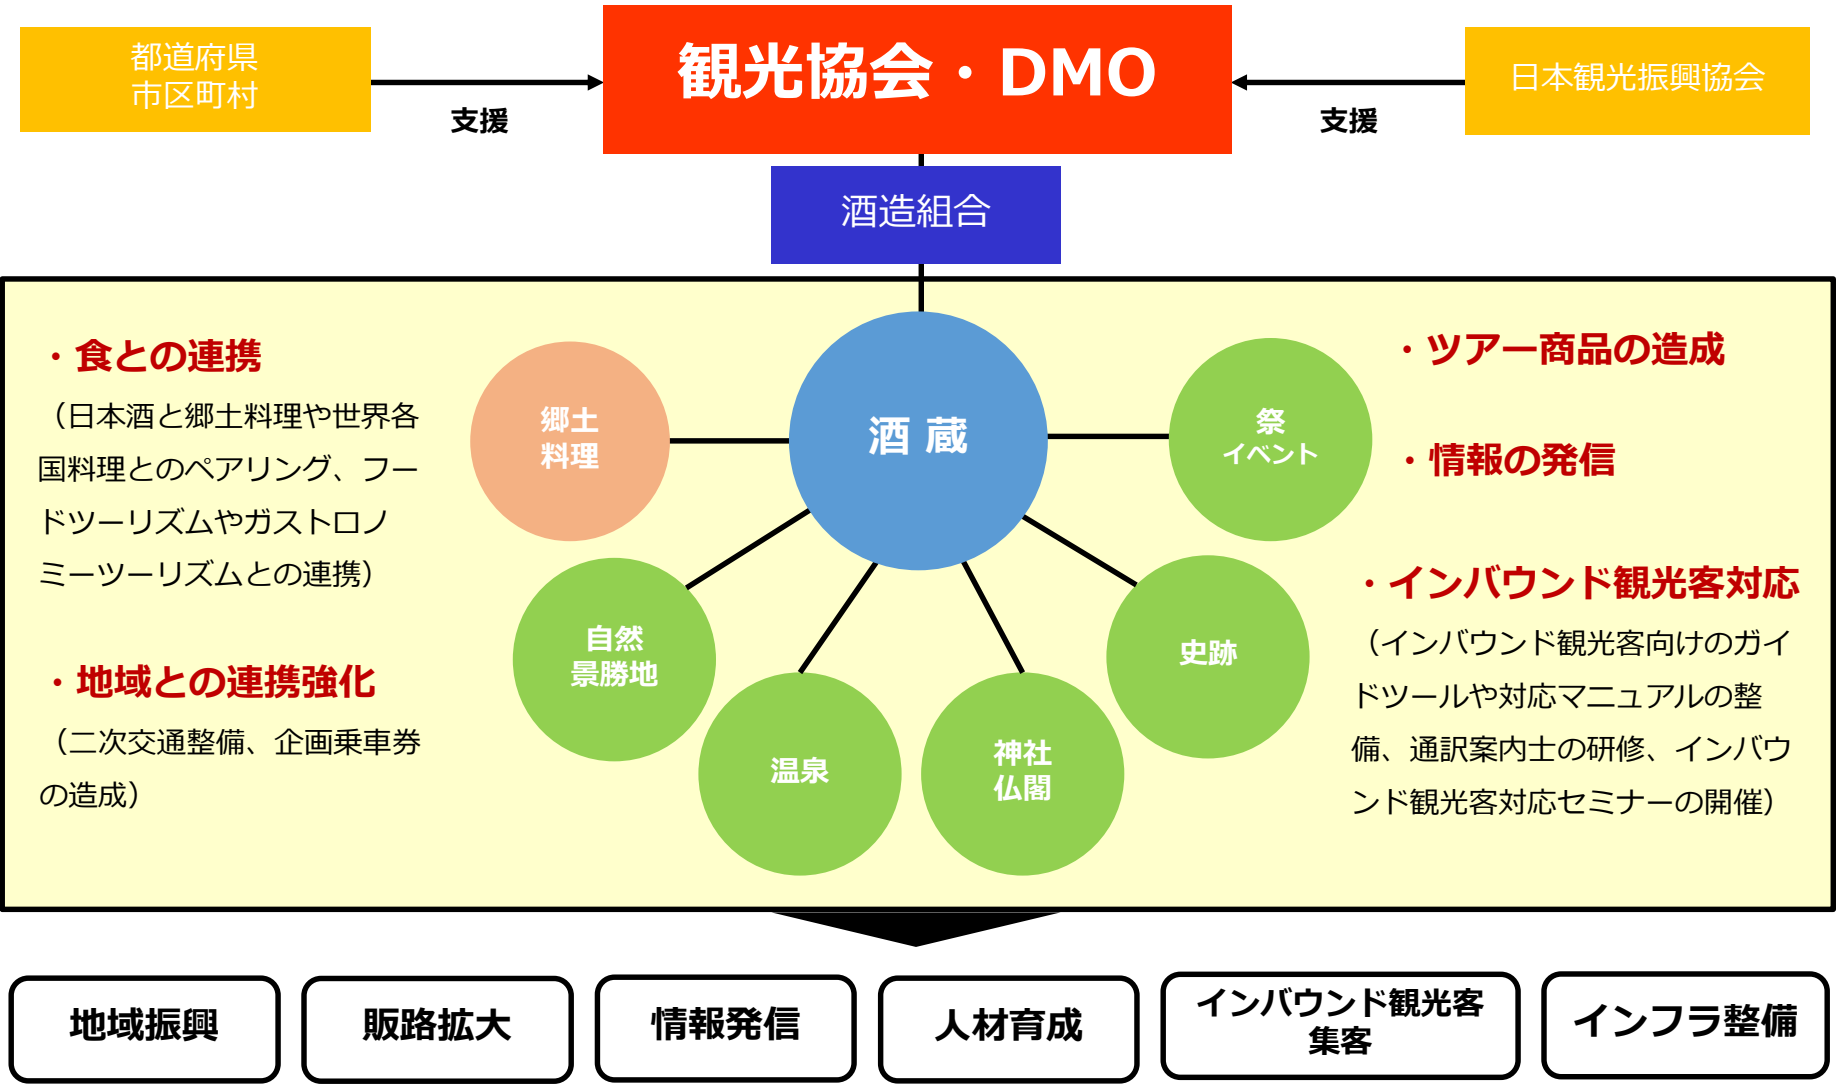 都道府県
市区町村
支援
観光協会・DMO
支援
日本観光振興協会
酒造組合
・食との連携
（日本酒と郷土料理や世界各
国料理とのペアリング、フー
ドツーリズムやガストロノ
ミーツーリズムとの連携）
・地域との連携強化
（二次交通整備、企画乗車券
の造成）
酒 蔵
郷土
料理
自然
景勝地
温泉
神社
仏閣
史跡
祭
イベント
・ツアー商品の造成
・情報の発信
・インバウンド観光客対応
（インバウンド観光客向けのガイ
ドツールや対応マニュアルの整
備、通訳案内士の研修、インバウ
ンド観光客対応セミナーの開催）
地域振興
販路拡大
情報発信
人材育成
インバウンド観光客
集客
インフラ整備